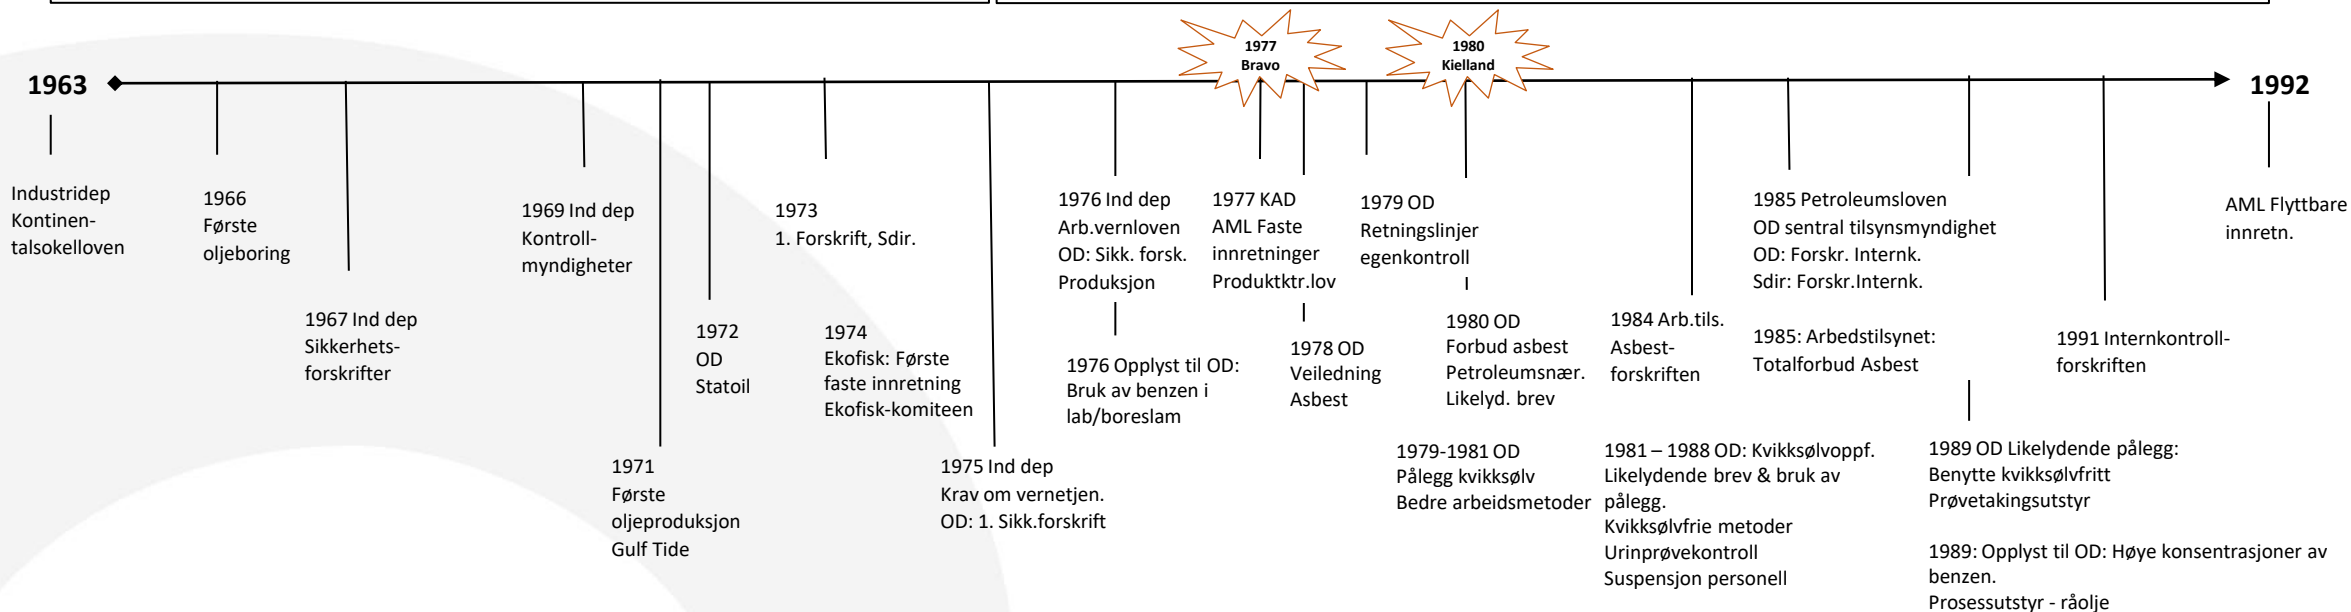 1977
Bravo
1980
Kielland
1963
1992
Industridep
Kontinen-
talsokelloven
1966
Første
oljeboring
1967 Ind dep
Sikkerhets-
forskrifter
1969 Ind dep
Kontroll-
myndigheter
1971
Første
oljeproduksjon
Gulf Tide
1972
OD
Statoil
1973
1. Forskrift, Sdir.
1974
Ekofisk: Første
faste innretning
Ekofisk-komiteen
1975 Ind dep
Krav om vernetjen.
OD: 1. Sikk.forskrift
1976 Ind dep
Arb.vernloven
OD: Sikk. forsk.
Produksjon
1976 Opplyst til OD:
Bruk av benzen i
lab/boreslam
1977 KAD
AML Faste
innretninger
Produktktr.lov
1978 OD
Veiledning
Asbest
1979 OD
Retningslinjer
egenkontroll
1980 OD
Forbud asbest
Petroleumsnær.
Likelyd. brev
1979-1981 OD
Pålegg kvikksølv
Bedre arbeidsmetoder
1984 Arb.tils.
Asbest-
forskriften
1981 – 1988 OD: Kvikksølvoppf.
Likelydende brev & bruk av
pålegg.
Kvikksølvfrie metoder
Urinprøvekontroll
Suspensjon personell
1985 Petroleumsloven
OD sentral tilsynsmyndighet
OD: Forskr. Internk.
Sdir: Forskr.Internk.
1985: Arbedstilsynet:
Totalforbud Asbest
1989 OD Likelydende pålegg:
Benytte kvikksølvfritt
Prøvetakingsutstyr
1989: Opplyst til OD: Høye konsentrasjoner av
benzen.
Prosessutstyr - råolje
1991 Internkontroll-
forskriften
AML Flyttbare
innretn.